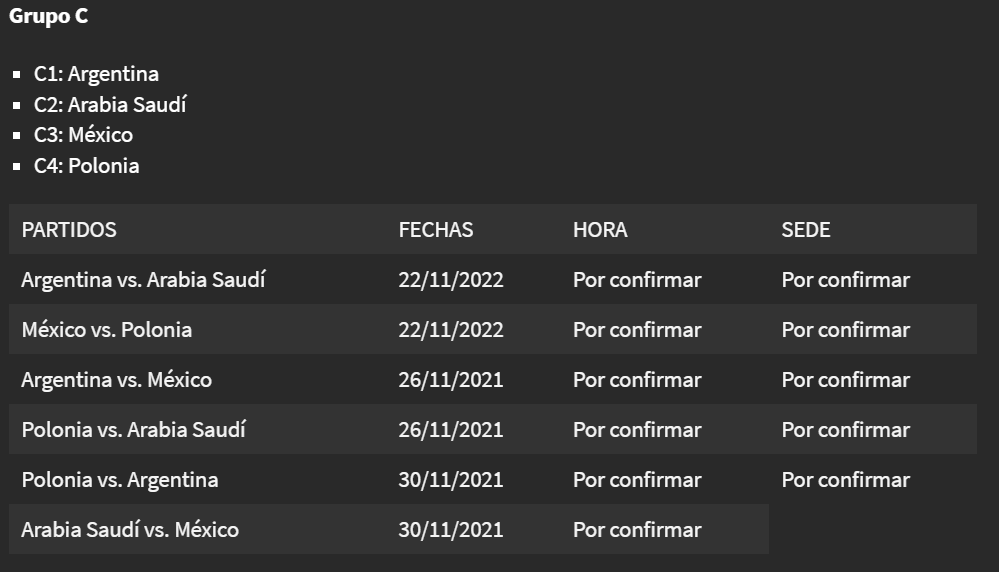 Grupo C
C1: Argentina
C2: Arabia Saudí
C3: México
C4: Polonia
PARTIDOS FECHAS HORA SEDE
Argentina vs. Arabia Saudí 22/11/2022 Por confirmar Por confirmar
México vs. Polonia 22/11/2022 Por confirmar Por confirmar
Argentina vs. México 26/11/2021 Por confirmar Por confirmar
Polonia vs. Arabia Saudí 26/11/2021 Por confirmar Por confirmar
Polonia vs. Argentina 30/11/2021 Por confirmar Por confirmar
Arabia Saudí vs. México 30/11/2021 Por confirmar